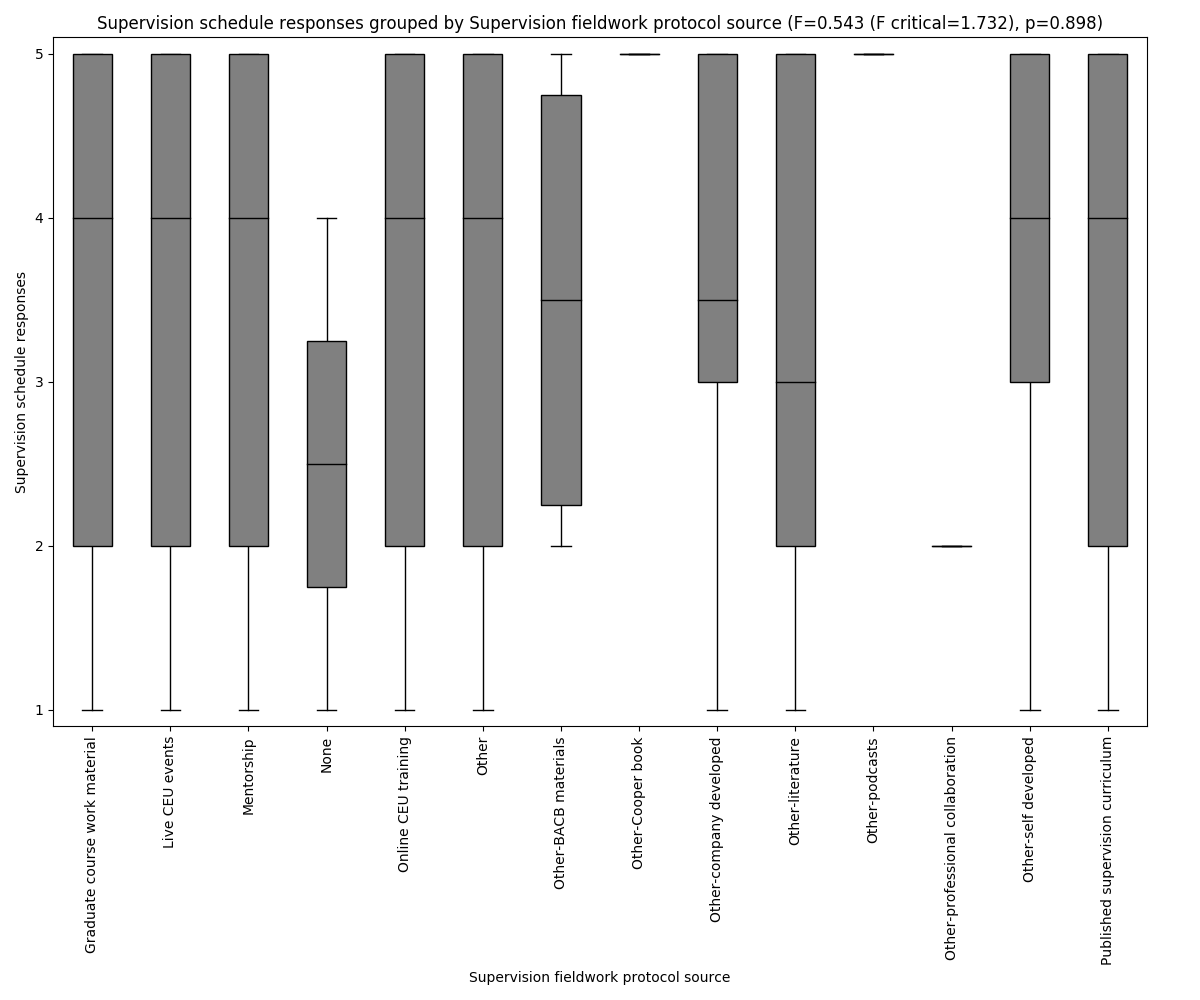 Supervision schedule responses grouped by Supervision fieldwork protocol source (F=0.543 (F critical=1.732), p=0.898)
Supervision schedule responses
5
4
3
2
1
Graduate course work material
Live CEU events
Mentorship
None
Online CEU training
Other
Other-BACB materials
Other-Cooper book
Other-company developed
Other-literature
Other-podcasts
Other-professional collaboration
Other-self developed
Published supervision curriculum
Supervision fieldwork protocol source